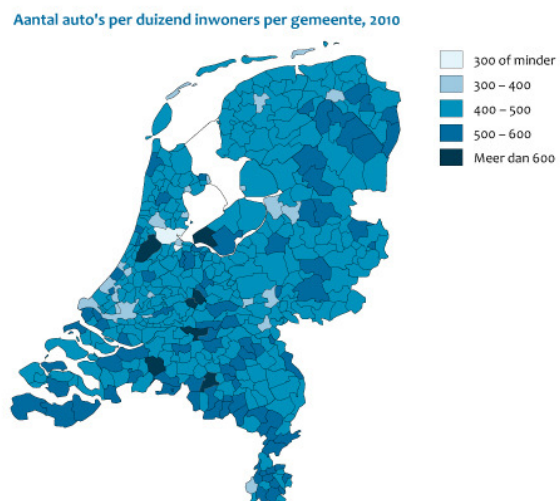 Aantal auto's per duizend inwoners per gemeente, 2010
300 of minder
300 – 400
400 – 500
500 – 600
Meer dan 600